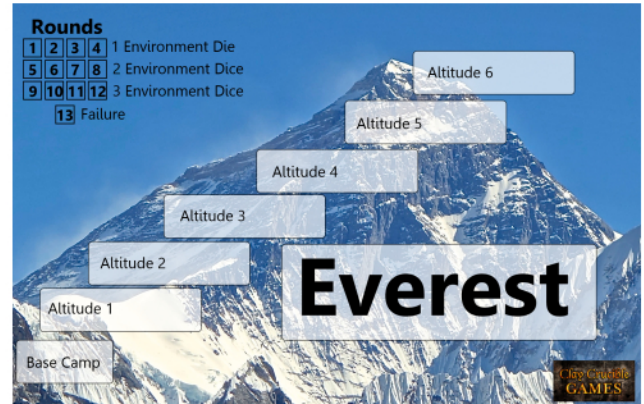 Rounds
1 2 3 4 1 Environment Die
5 6 7 8 2 Environment Dice
9 10 11 12 3 Environment Dice
13 Failure
Altitude 6
Altitude 5
Altitude 4
Altitude 3
Altitude 2
Altitude 1
Base Camp
Everest
Clay Crucible
GAMES